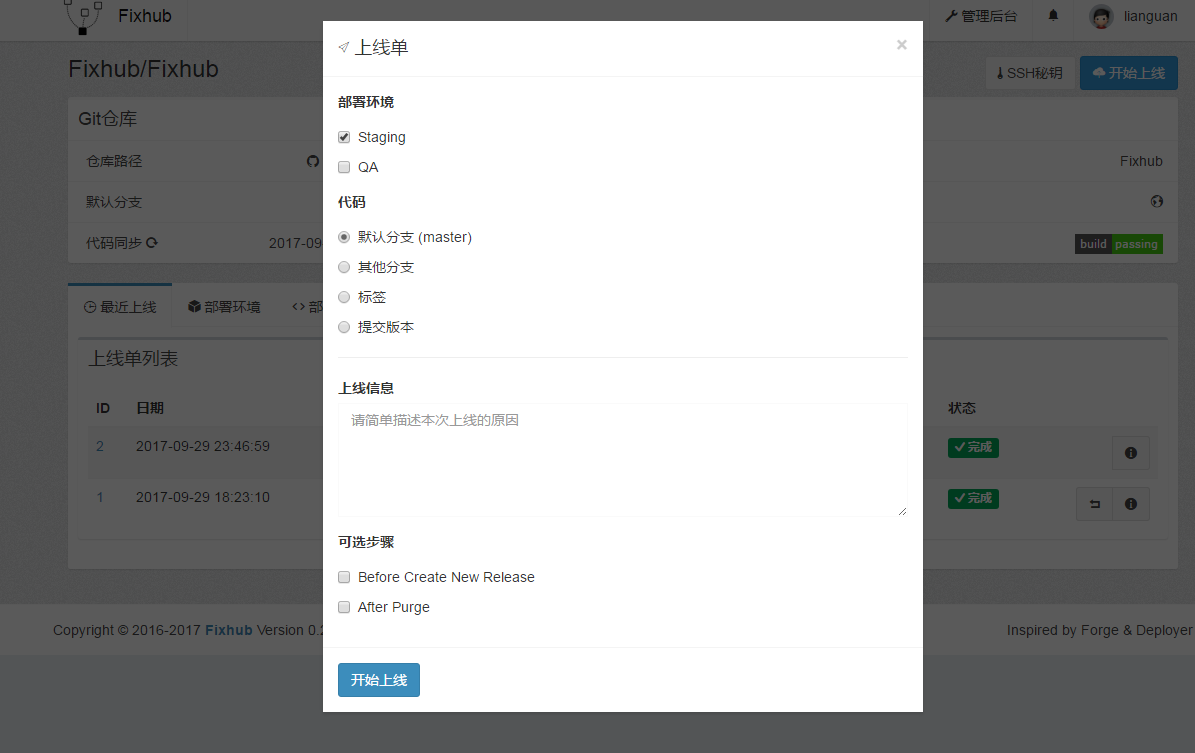 Fixhub
管理后台
lianguan
Fixhub/Fixhub
SSH秘钥
开始上线
Git仓库
仓库路径
Fixhub
默认分支
代码同步
2017-09
build passing
最近上线
部署环境
部
上线单列表
ID 日期 状态
2 2017-09-29 23:46:59 完成
1 2017-09-29 18:23:10 完成
Copyright © 2016-2017 Fixhub Version 0.2
Inspired by Forge & Deployer
上线单
×
部署环境
Staging
QA
代码
默认分支 (master)
其他分支
标签
提交版本
上线信息
请简单描述本次上线的原因
可选步骤
Before Create New Release
After Purge
开始上线